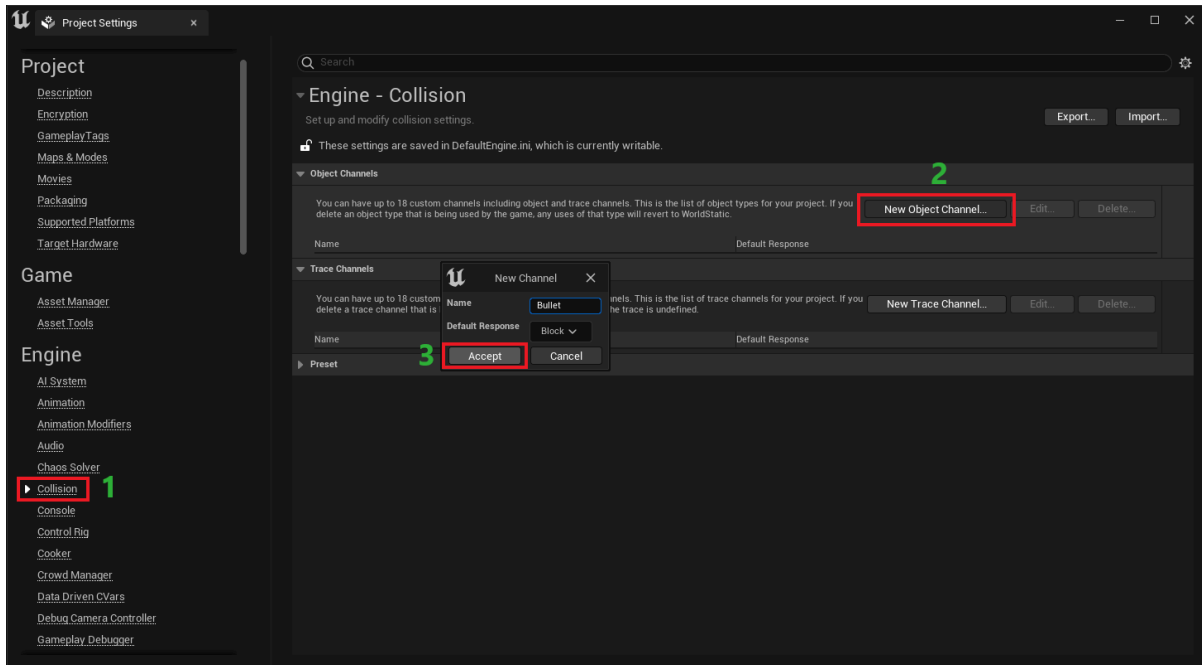 Project Settings
Project
Description
Encryption
GameplayTags
Maps & Modes
Movies
Packaging
Supported Platforms
Target Hardware
Game
Asset Manager
Asset Tools
Engine
AI System
Animation
Animation Modifiers
Audio
Chaos Solver
Collision
1
Console
Control Rig
Cooker
Crowd Manager
Data Driven CVars
Debug Camera Controller
Gameplay Debugger
Search
Engine - Collision
Set up and modify collision settings.
Export... Import...
These settings are saved in DefaultEngine.ini, which is currently writable.
2
Object Channels
You can have up to 18 custom channels including object and trace channels. This is the list of object types for your project. If you
delete an object type that is being used by the game, any uses of that type will revert to WorldStatic.
New Object Channel... Edit... Delete...
Name Default Response
Trace Channels
You can have up to 18 custom nnels. This is the list of trace channels for your project. If you
delete a trace channel that is he trace is undefined.
New Trace Channel... Edit... Delete...
Name Default Response
Preset
New Channel
Name Bullet
Default Response Block
3
Accept Cancel